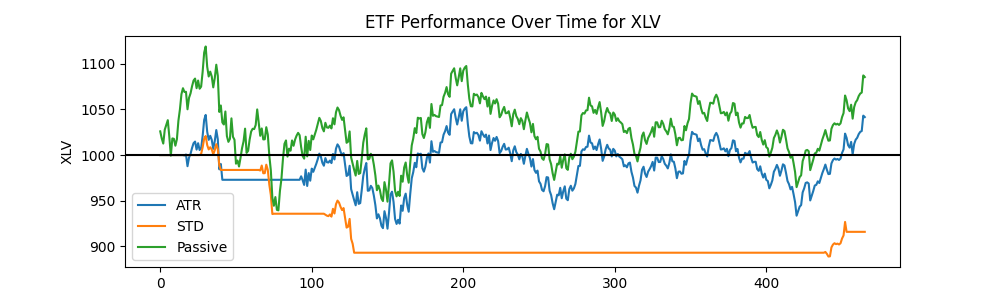 ETF Performance Over Time for XLV
XLV
1100
1050
1000
950
900
ATR
STD
Passive
0 100 200 300 400